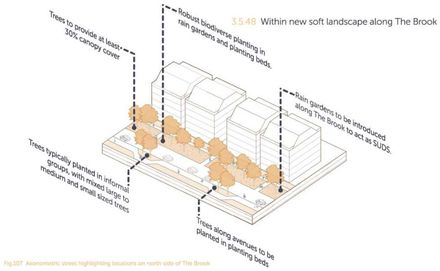 3.5.48 Within new soft landscape along The Brook
Trees to provide at least
30% canopy cover
Robust biodiverse planting in
rain gardens and planting beds.
Rain gardens to be introduced
along The Brook to act as SUDS.
Trees typically planted in informal
groups, with mixed large to
medium and small sized trees
Trees along avenues to be
planted in planting beds
Fig.107 Axonometric street highlighting locations on north side of The Brook